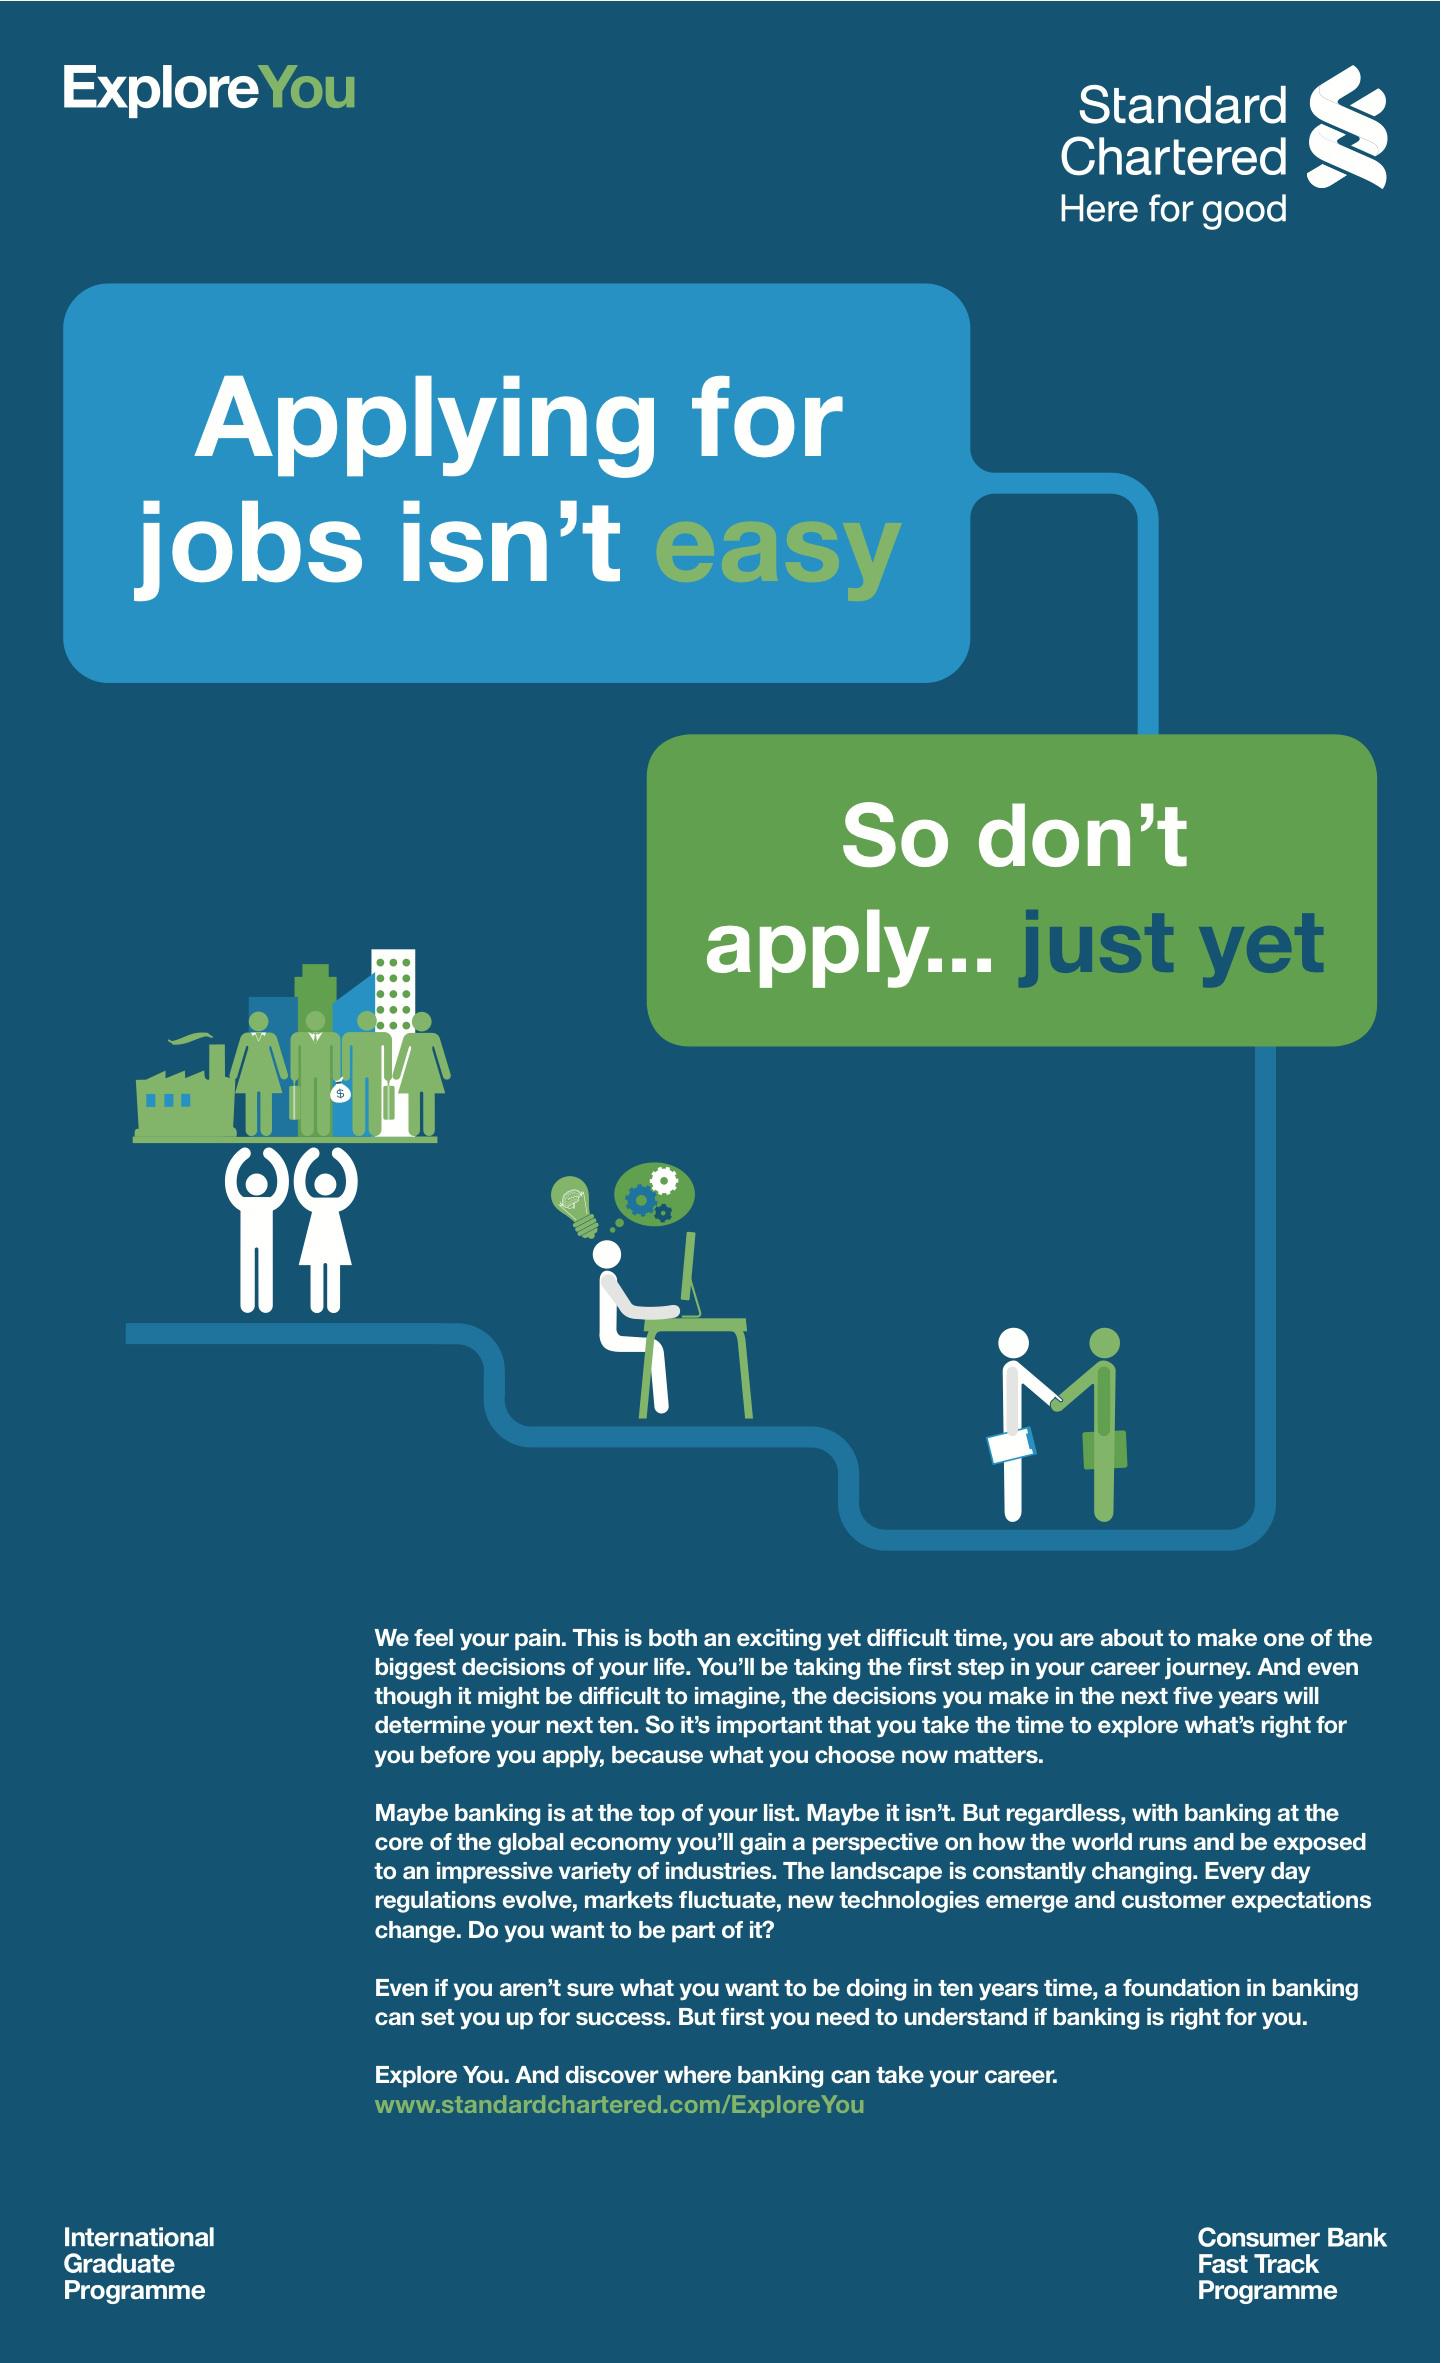 ExploreYou
Standard
Chartered
Here for good
Applying for
jobs isn’t easy
So don’t
apply... just yet
$
We feel your pain. This is both an exciting yet difficult time, you are about to make one of the
biggest decisions of your life. You’ll be taking the first step in your career journey. And even
though it might be difficult to imagine, the decisions you make in the next five years will
determine your next ten. So it’s important that you take the time to explore what’s right for
you before you apply, because what you choose now matters.
Maybe banking is at the top of your list. Maybe it isn’t. But regardless, with banking at the
core of the global economy you’ll gain a perspective on how the world runs and be exposed
to an impressive variety of industries. The landscape is constantly changing. Every day
regulations evolve, markets fluctuate, new technologies emerge and customer expectations
change. Do you want to be part of it?
Even if you aren’t sure what you want to be doing in ten years time, a foundation in banking
can set you up for success. But first you need to understand if banking is right for you.
Explore You. And discover where banking can take your career.
www.standardchartered.com/ExploreYou
International
Graduate
Programme
Consumer Bank
Fast Track
Programme